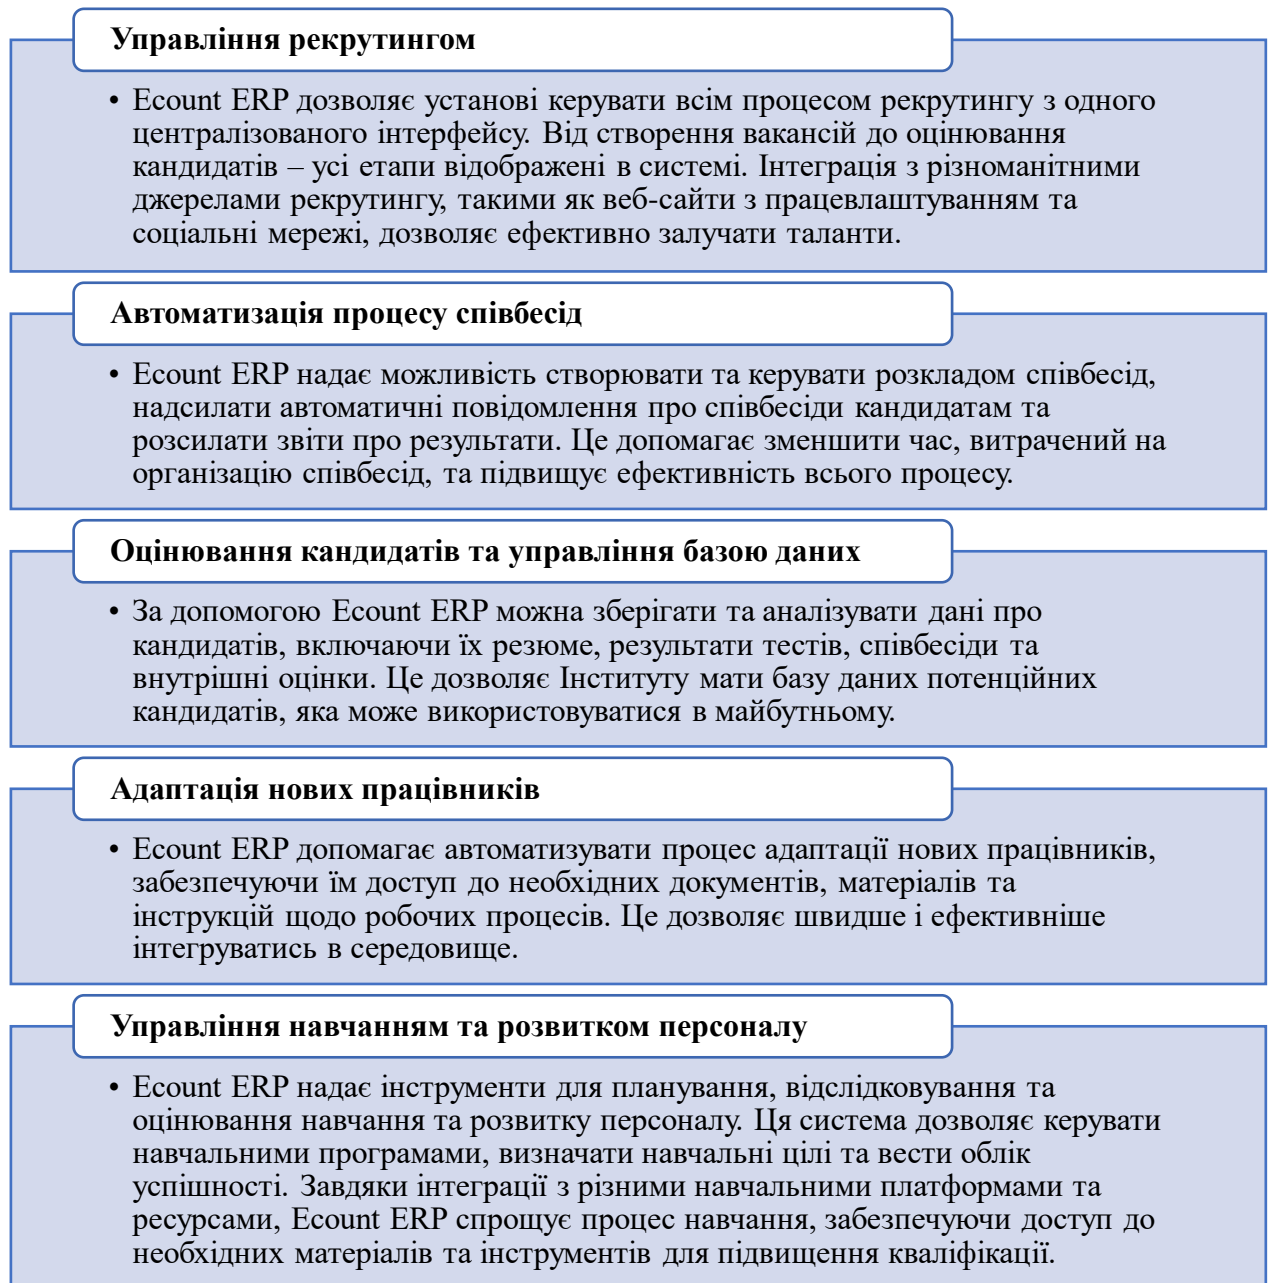 Управління рекрутингом
• Ecount ERP дозволяє установі керувати всім процесом рекрутингу з одного
централізованого інтерфейсу. Від створення вакансій до оцінювання
кандидатів – усі етапи відображені в системі. Інтеграція з різноманітними
джерелами рекрутингу, такими як веб-сайти з працевлаштуванням та
соціальні мережі, дозволяє ефективно залучати таланти.
Автоматизація процесу співбесід
• Ecount ERP надає можливість створювати та керувати розкладом співбесід,
надсилати автоматичні повідомлення про співбесіди кандидатам та
розсилати звіти про результати. Це допомагає зменшити час, витрачений на
організацію співбесід, та підвищує ефективність всього процесу.
Оцінювання кандидатів та управління базою даних
• За допомогою Ecount ERP можна зберігати та аналізувати дані про
кандидатів, включаючи їх резюме, результати тестів, співбесіди та
внутрішні оцінки. Це дозволяє Інституту мати базу даних потенційних
кандидатів, яка може використовуватися в майбутньому.
Адаптація нових працівників
• Ecount ERP допомагає автоматизувати процес адаптації нових працівників,
забезпечуючи їм доступ до необхідних документів, матеріалів та
інструкцій щодо робочих процесів. Це дозволяє швидше і ефективніше
інтегруватись в середовище.
Управління навчанням та розвитком персоналу
• Ecount ERP надає інструменти для планування, відслідковування та
оцінювання навчання та розвитку персоналу. Ця система дозволяє керувати
навчальними програмами, визначати навчальні цілі та вести облік
успішності. Завдяки інтеграції з різними навчальними платформами та
ресурсами, Ecount ERP спрощує процес навчання, забезпечуючи доступ до
необхідних матеріалів та інструментів для підвищення кваліфікації.